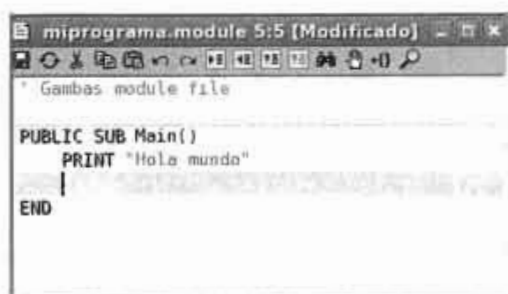 miprograma.module 5:5 [Modificado]
' Gambas module file
PUBLIC SUB Main()
PRINT "Hola mundo"
END